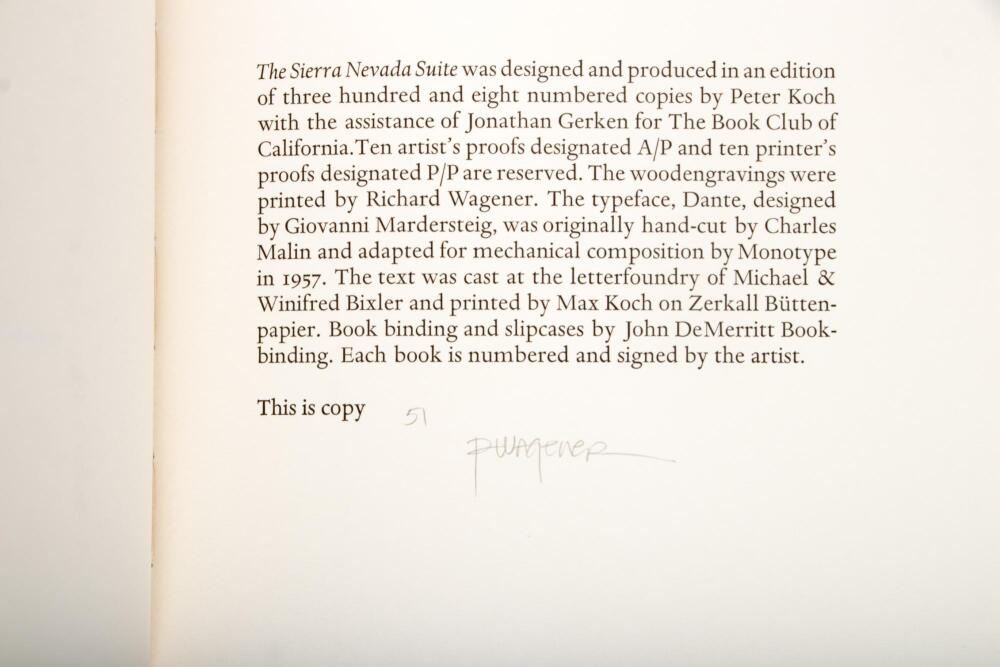 The Sierra Nevada Suite was designed and produced in an edition
of three hundred and eight numbered copies by Peter Koch
with the assistance of Jonathan Gerken for The Book Club of
California.Ten artist's proofs designated A/P and ten printer's
proofs designated P/P are reserved. The woodengravings were
printed by Richard Wagener. The typeface, Dante, designed
by Giovanni Mardersteig, was originally hand-cut by Charles
Malin and adapted for mechanical composition by Monotype
in 1957. The text was cast at the letterfoundry of Michael &
Winifred Bixler and printed by Max Koch on Zerkall Bütten-
papier. Book binding and slipcases by John DeMerritt Book-
binding. Each book is numbered and signed by the artist.
This is copy 51
RWagener